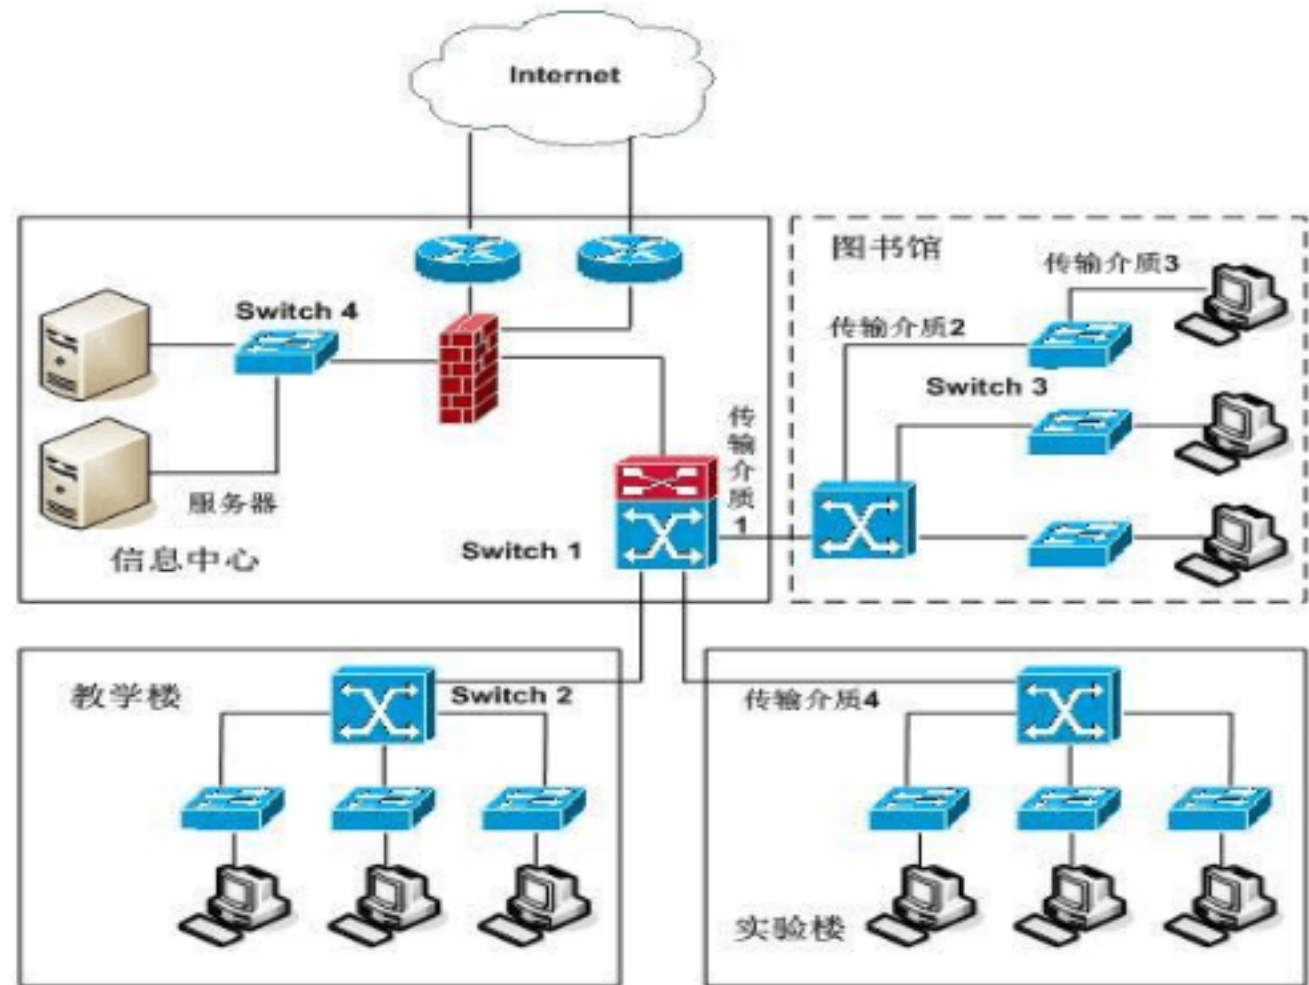 Internet
图书馆
传输介质3
Switch 4
传输介质2
Switch 3
传输介质1
服务器
信息中心
Switch 1
教学楼
Switch 2
传输介质4
实验楼